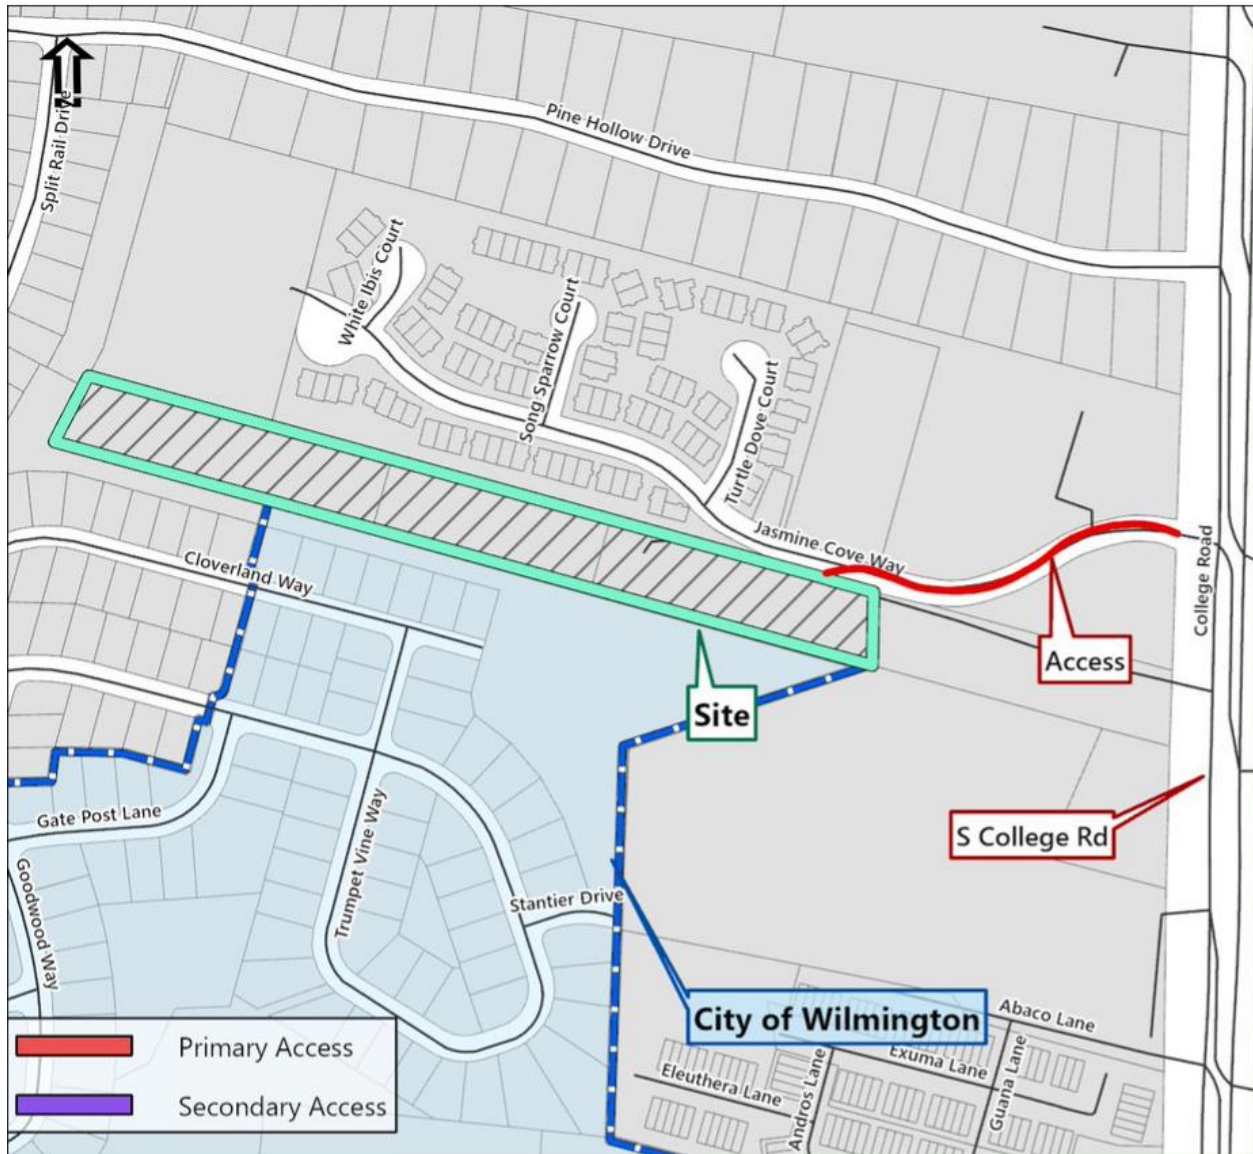 Split Rail Drive
Pine Hollow Drive
White Ibis Court
Song Sparrow Court
Turtle Dove Court
Jasmine Cove Way
College Road
Cloverland Way
Access
Site
S College Rd
Gate Post Lane
Goodwood Way
Trumpet Vine Way
Stantier Drive
City of Wilmington
Abaco Lane
Exuma Lane
Eleuthera Lane
Andros Lane
Guana Lane
Primary Access
Secondary Access